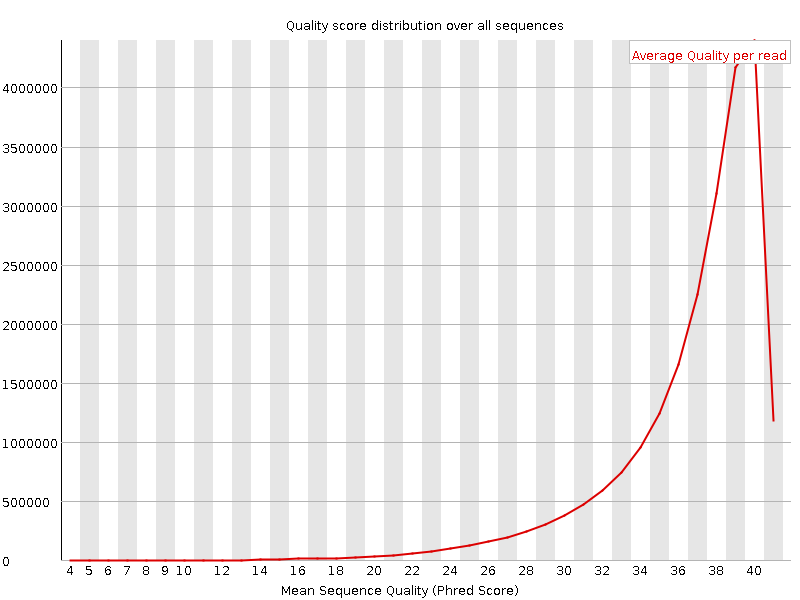 Quality score distribution over all sequences
Average Quality per read
4000000
3500000
3000000
2500000
2000000
1500000
1000000
500000
0
4 5 6 7 8 9 10 12 14 16 18 20 22 24 26 28 30 32 34 36 38 40
Mean Sequence Quality (Phred Score)